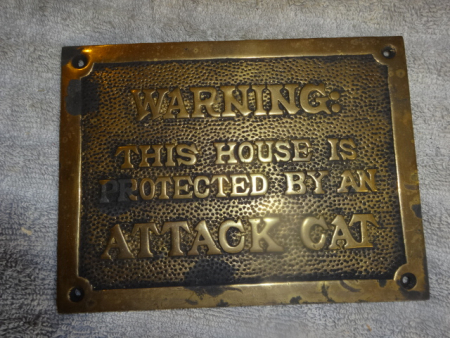 WARNING:
THIS HOUSE IS
PROTECTED BY AN
ATTACK CAT